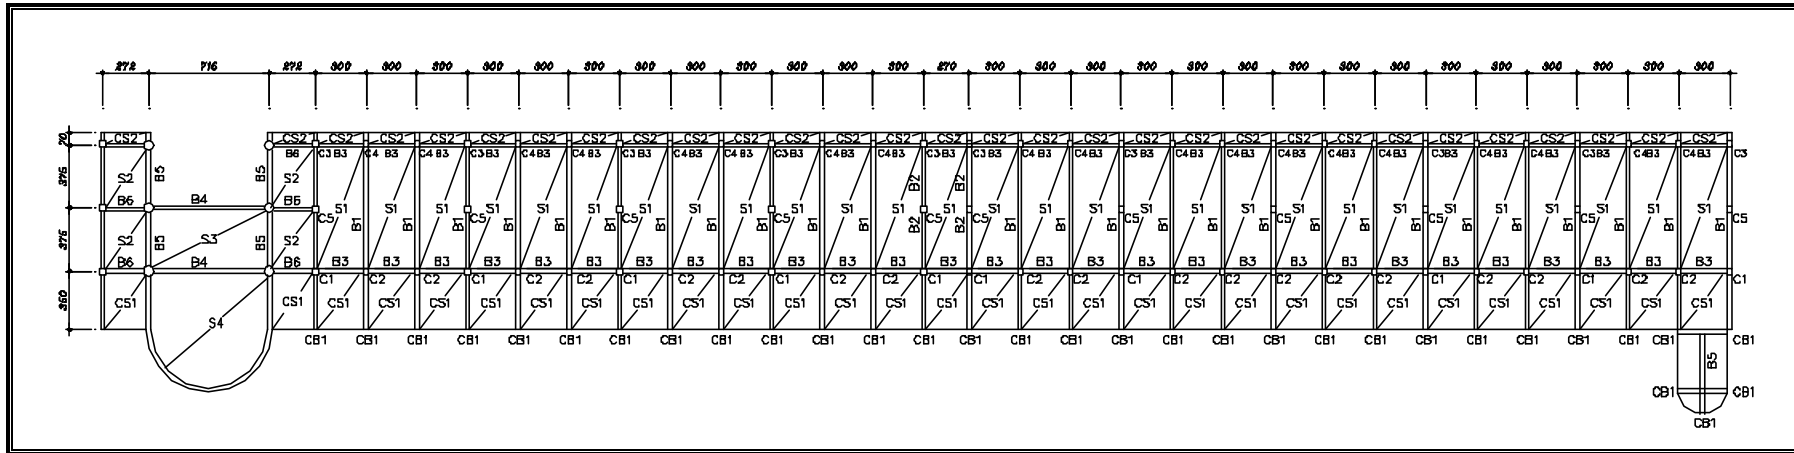 272 716 272 300 300 300 300 300 300 300 300 300 300 300 300 270 300 300 300 300 300 300 300 300 300 300 300 300 300 300 300
70 CS2 CS2 CS2 CS2 CS2 CS2 CS2 CS2 CS2 CS2 CS2 CS2 CS2 CS2 CS2 CS2 CS2 CS2 CS2 CS2 CS2 CS2 CS2 CS2 CS2 CS2 CS2 CS2 CS2 CS2
B6 C3 B3 C4 B3 C4 B3 C3 B3 C4 B3 C4 B3 C3 B3 C4 B3 C4 B3 C3 B3 C4 B3 C4 B3 C3 B3 C3 B3 C4 B3 C4 B3 C3 B3 C4 B3 C4 B3 C3 B3 C4 B3 C4 B3 C3 B3 C4 B3 C4 B3 C3 B3 C4 B3 C4 B3 C3
375 S2 B5 B5 S2 B2 B2
B6 B4 B6 S1 S1 S1 S1 S1 S1 S1 S1 S1 S1 S1 S1 S1 S1 S1 S1 S1 S1 S1 S1 S1 S1 S1 S1 S1 S1 S1
C5 C5 C5 C5 C5 C5 C5 C5 C5 C5
B1 B1 B1 B1 B1 B1 B1 B1 B1 B1 B1 B2 B2 B1 B1 B1 B1 B1 B1 B1 B1 B1 B1 B1 B1 B1 B1 B1
375 S2 B5 S3 B5 S2
B6 B4 B6 B3 B3 B3 B3 B3 B3 B3 B3 B3 B3 B3 B3 B3 B3 B3 B3 B3 B3 B3 B3 B3 B3 B3 B3 B3 B3 B3 B3
C1 C2 C2 C1 C2 C2 C1 C2 C2 C1 C2 C2 C1 C1 C2 C2 C1 C2 C2 C1 C2 C2 C1 C2 C2 C1 C2 C2 C1
350 CS1 CS1 CS1 CS1 CS1 CS1 CS1 CS1 CS1 CS1 CS1 CS1 CS1 CS1 CS1 CS1 CS1 CS1 CS1 CS1 CS1 CS1 CS1 CS1 CS1 CS1 CS1 CS1 CS1 CS1
S4
CB1 CB1 CB1 CB1 CB1 CB1 CB1 CB1 CB1 CB1 CB1 CB1 CB1 CB1 CB1 CB1 CB1 CB1 CB1 CB1 CB1 CB1 CB1 CB1 CB1 CB1 CB1 CB1 CB1
B5
CB1 CB1
CB1